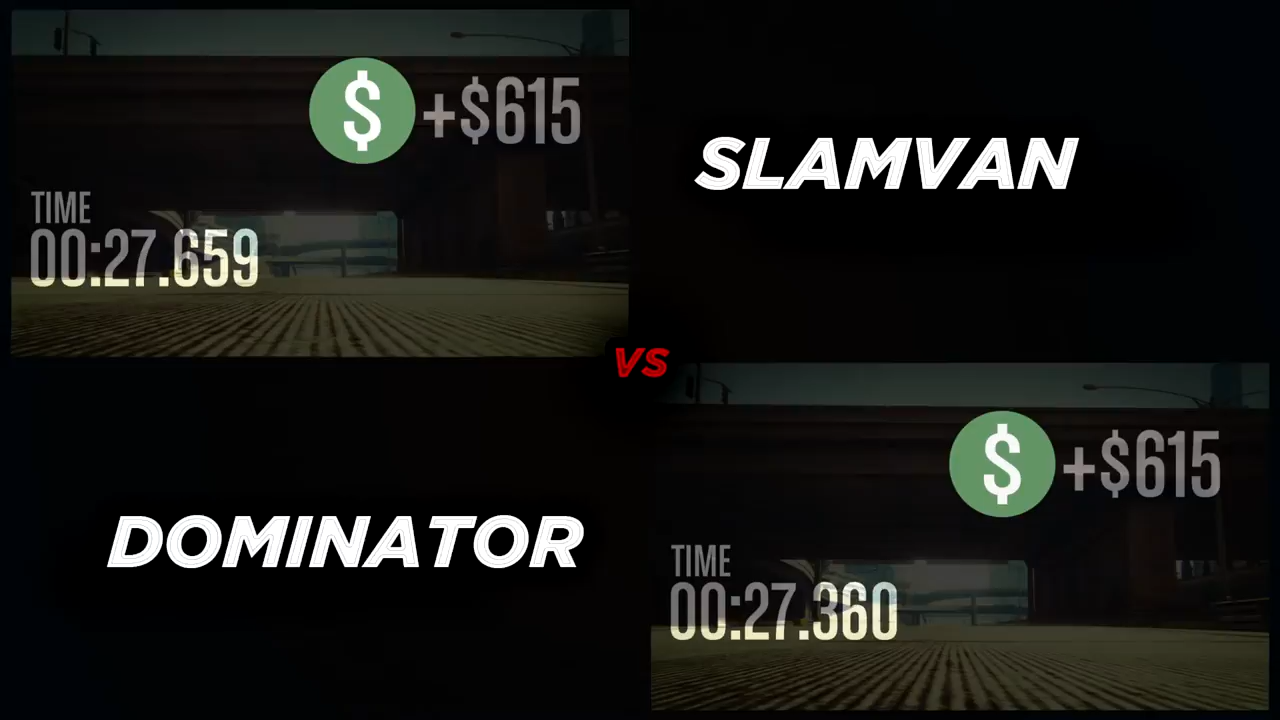 $ +$615
SLAMVAN
TIME
00:27.659
VS
$ +$615
DOMINATOR
TIME
00:27.360